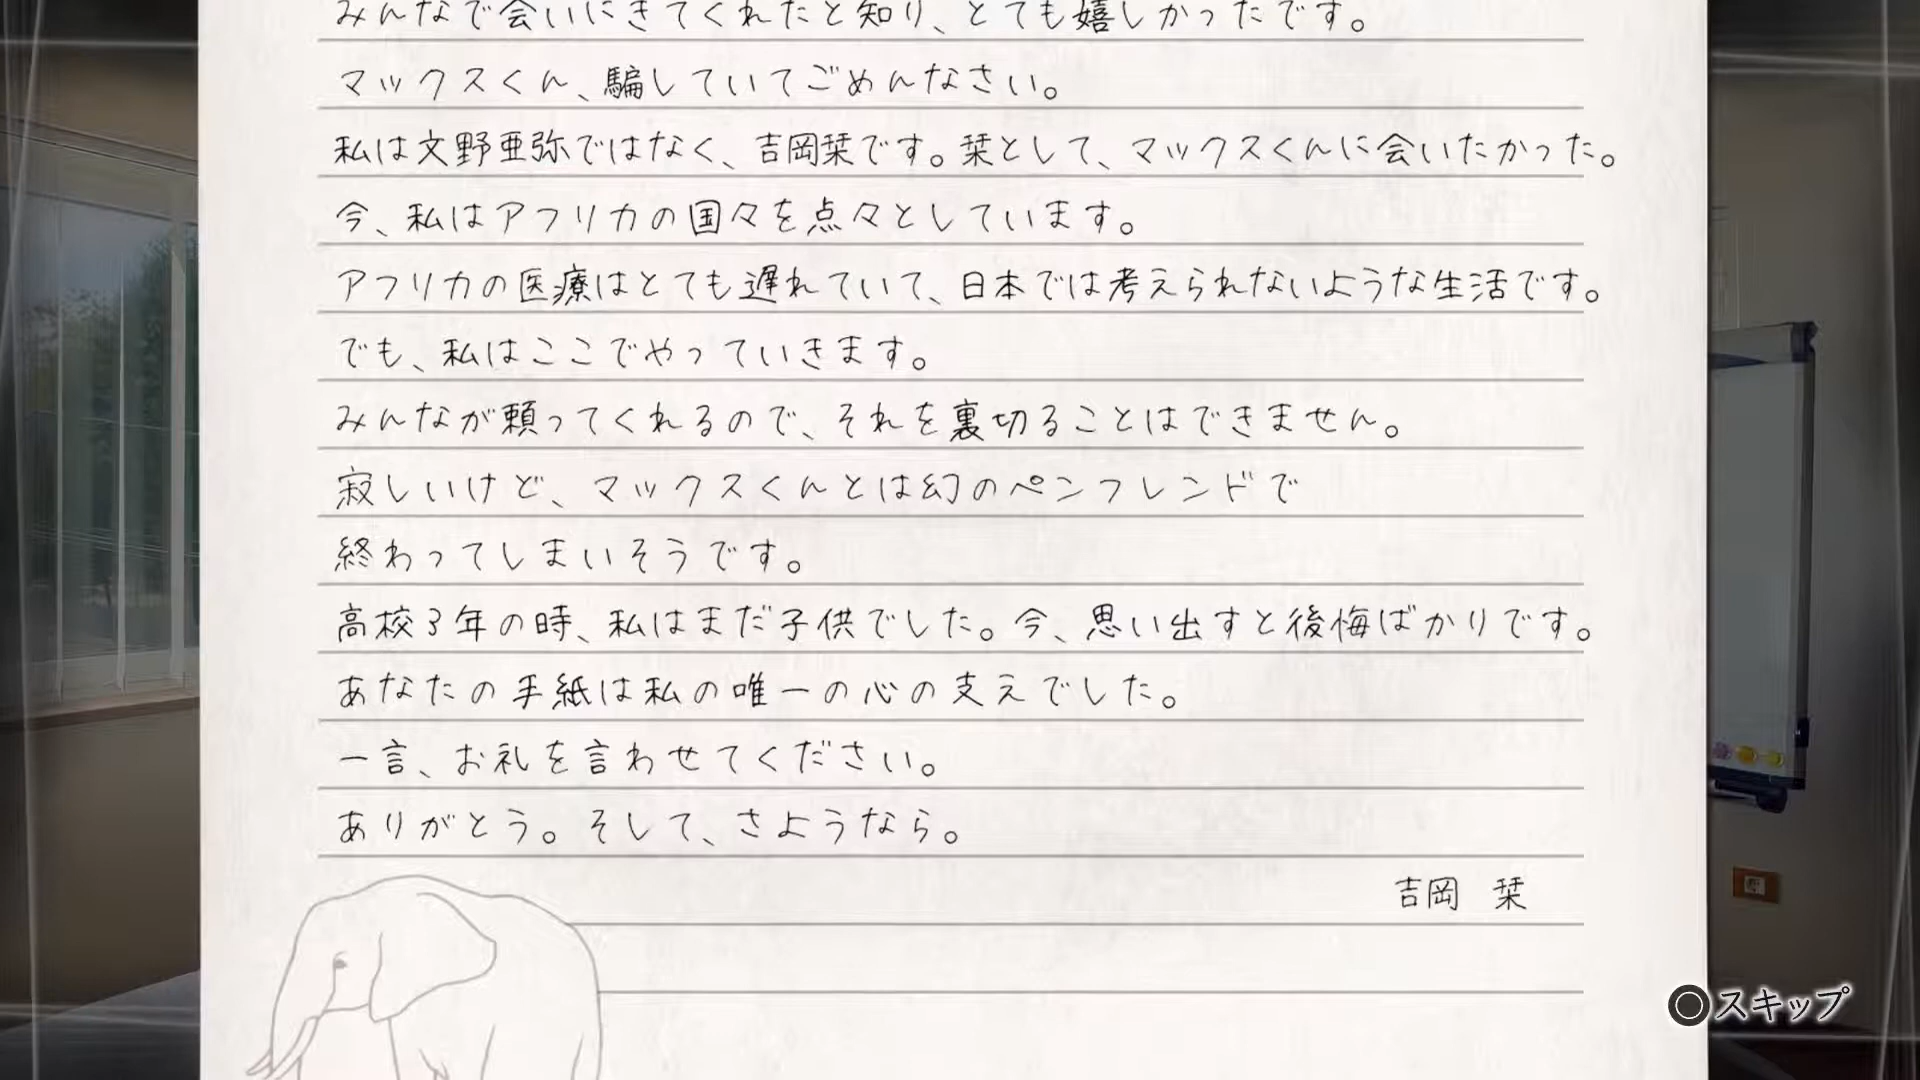 みんなで会いにきてくれたと知り、とても嬉しかったです。
マックスくん、騙していてごめんなさい。
私は文野亜弥ではなく、吉岡栞です。栞として、マックスくんに会いたかった。
今、私はアフリカの国々を点々としています。
アフリカの医療はとても遅れていて、日本では考えられないような生活です。
でも、私はここでやっていきます。
みんなが頼ってくれるので、それを裏切ることはできません。
寂しいけど、マックスくんとは幻のペンフレンドで
終わってしまいそうです。
高校3年の時、私はまだ子供でした。今、思い出すと後悔ばかりです。
あなたの手紙は私の唯一の心の支えでした。
一言、お礼を言わせてください。
ありがとう。そして、さようなら。
吉岡　栞
スキップ